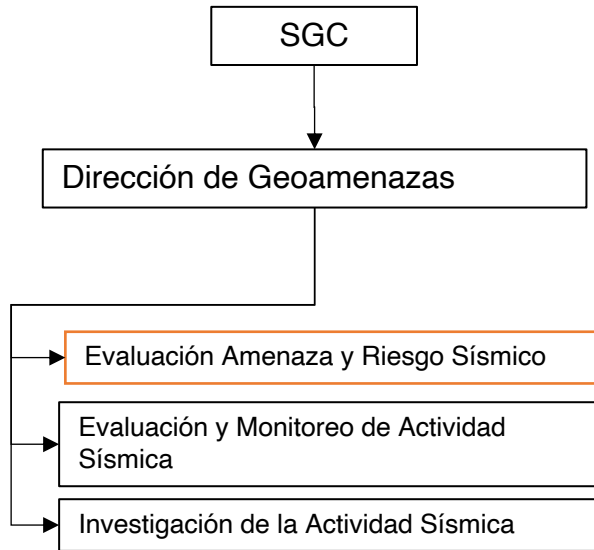 SGC
Dirección de Geoamenazas
Evaluación Amenaza y Riesgo Sísmico
Evaluación y Monitoreo de Actividad
Sísmica
Investigación de la Actividad Sísmica